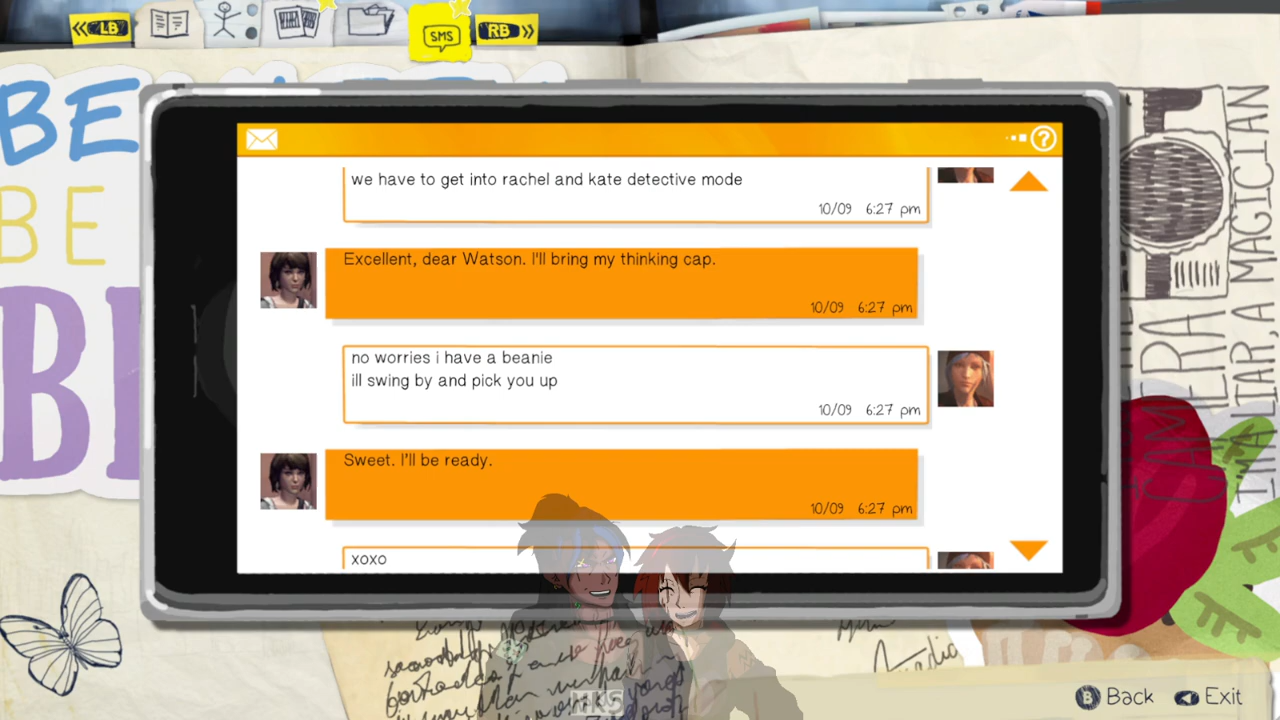 LB
SMS
RB
we have to get into rachel and kate detective mode
10/09 6:27 pm
Excellent, dear Watson. I'll bring my thinking cap.
10/09 6:27 pm
no worries i have a beanie
ill swing by and pick you up
10/09 6:27 pm
Sweet. I'll be ready.
10/09 6:27 pm
xoxo
BE
BE
CAMERA
LIAR, A MAGICIAN
HKS
B Back
Exit